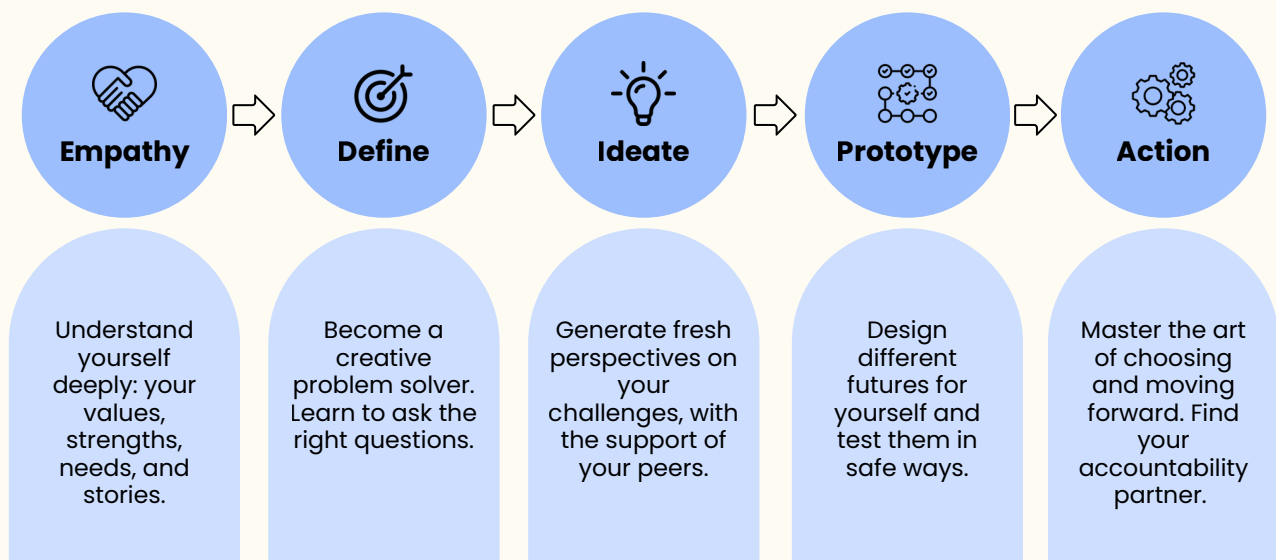 Empathy
Define
Ideate
Prototype
Action
Understand
yourself
deeply: your
values,
strengths,
needs, and
stories.
Become a
creative
problem solver.
Learn to ask the
right questions.
Generate fresh
perspectives on
your
challenges, with
the support of
your peers.
Design
different
futures for
yourself and
test them in
safe ways.
Master the art
of choosing
and moving
forward. Find
your
accountability
partner.